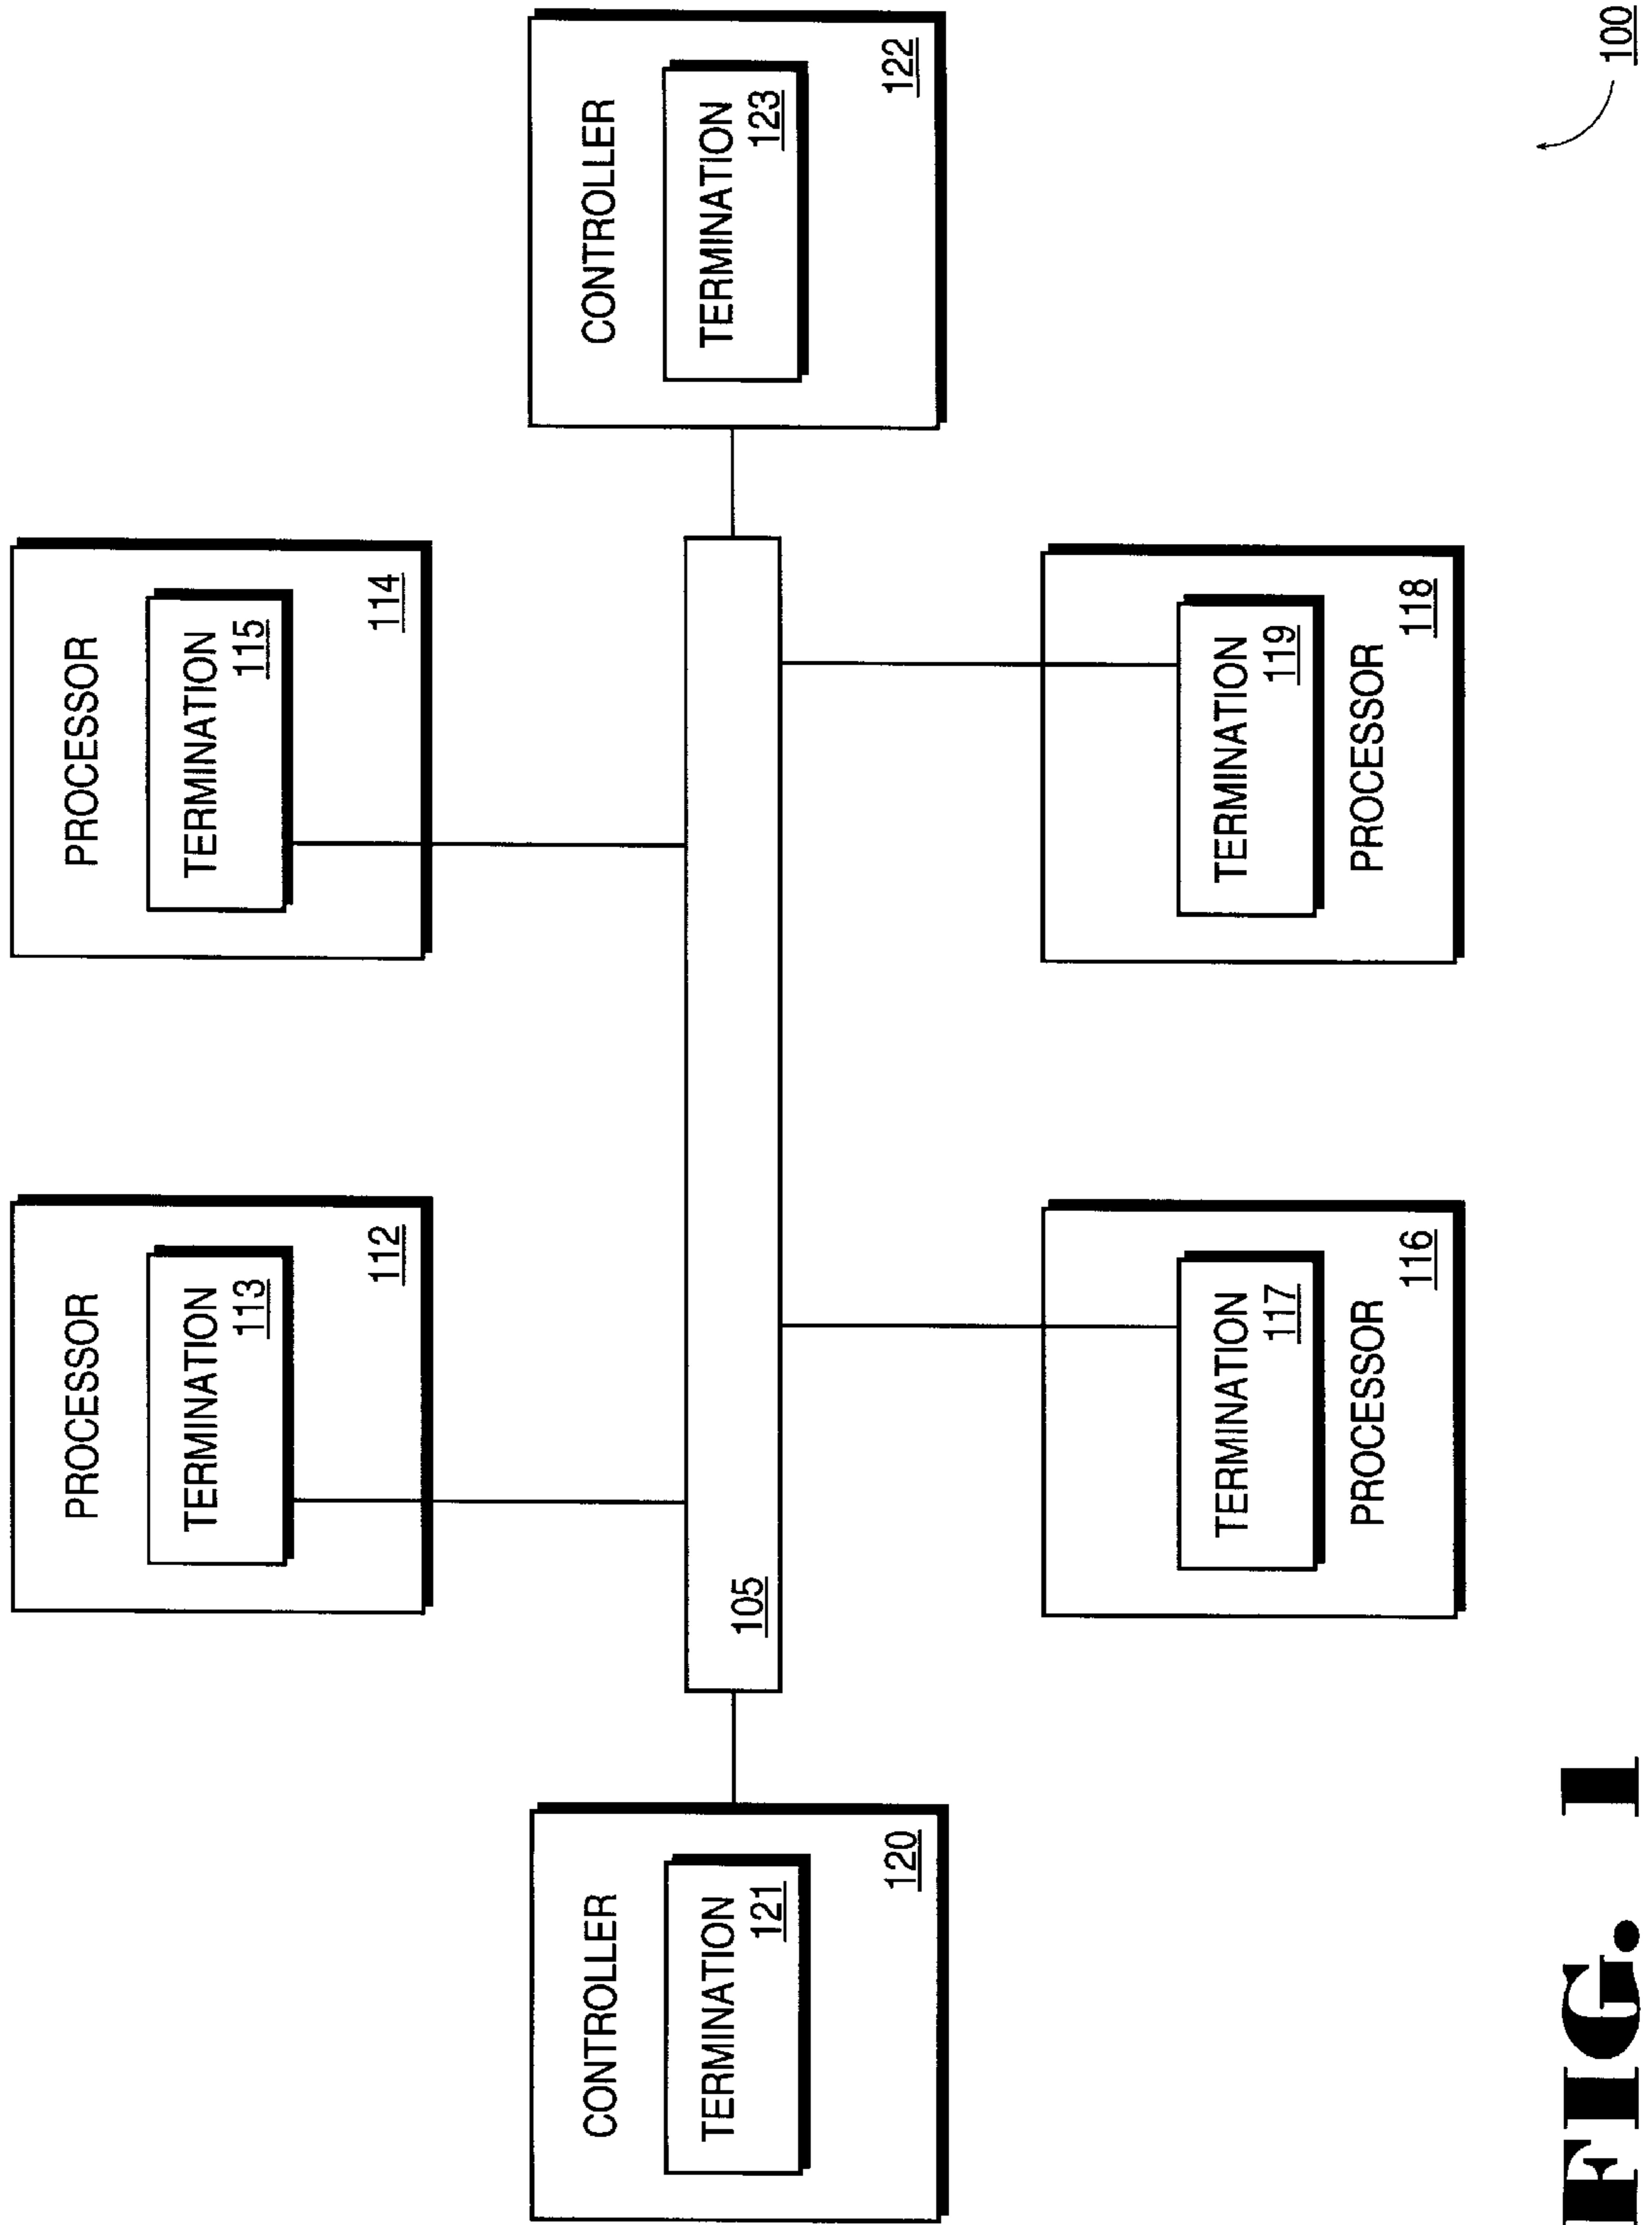 PROCESSOR
TERMINATION
113
112
PROCESSOR
TERMINATION
115
114
CONTROLLER
TERMINATION
121
120
105
CONTROLLER
TERMINATION
123
122
TERMINATION
117
PROCESSOR
116
TERMINATION
119
PROCESSOR
118
FIG. 1
100